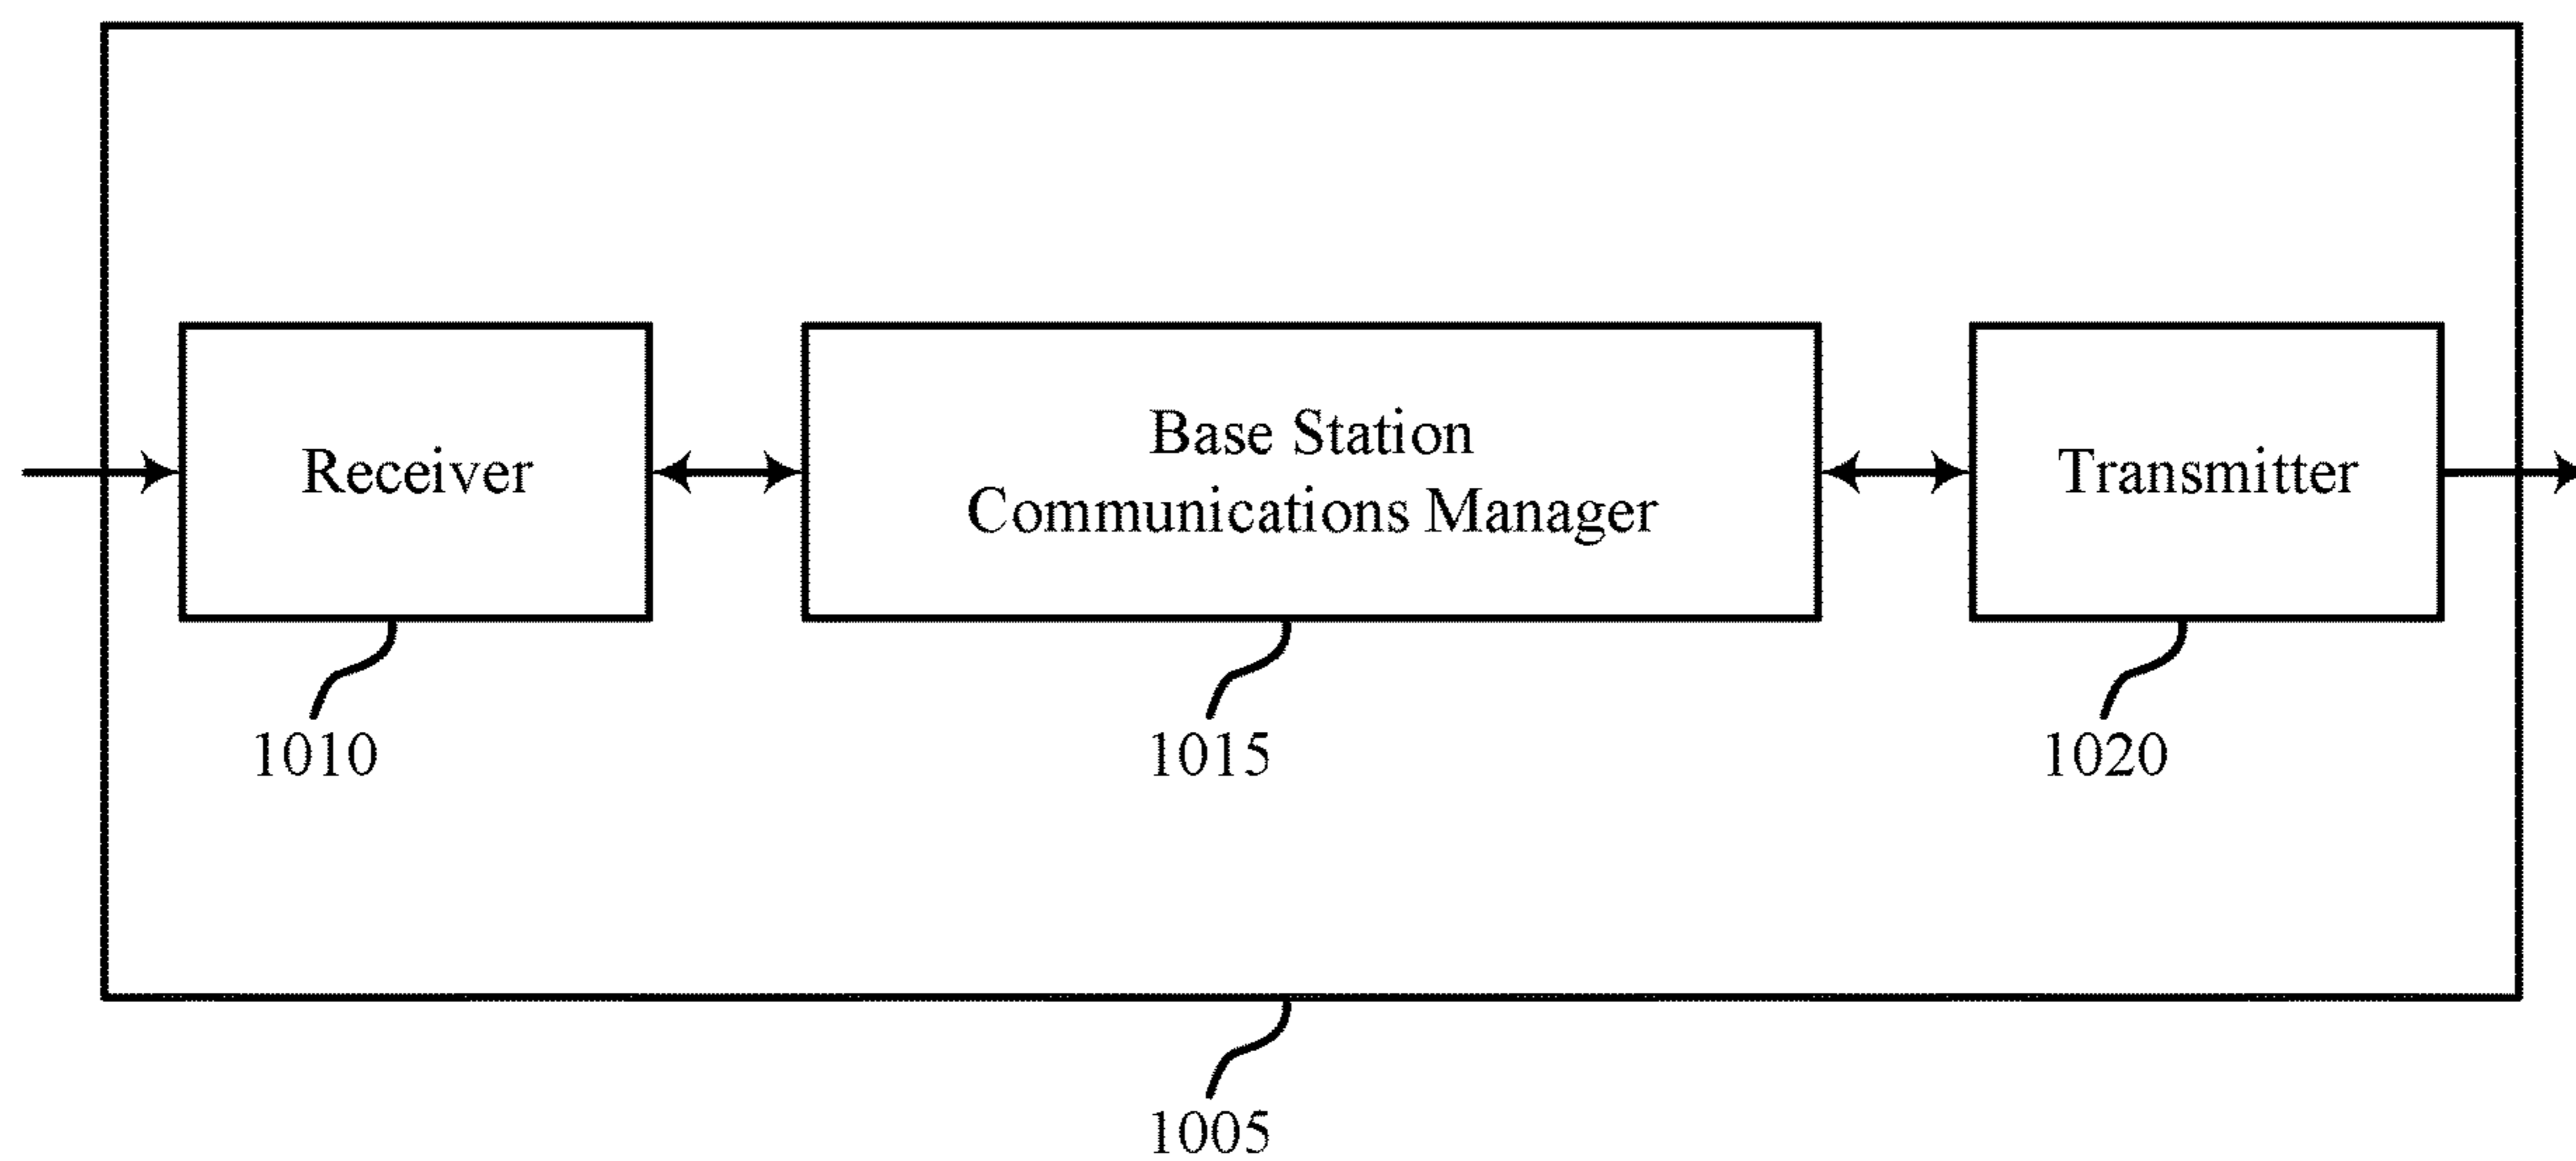 Receiver
Base Station
Communications Manager
Transmitter
1010
1015
1020
1005